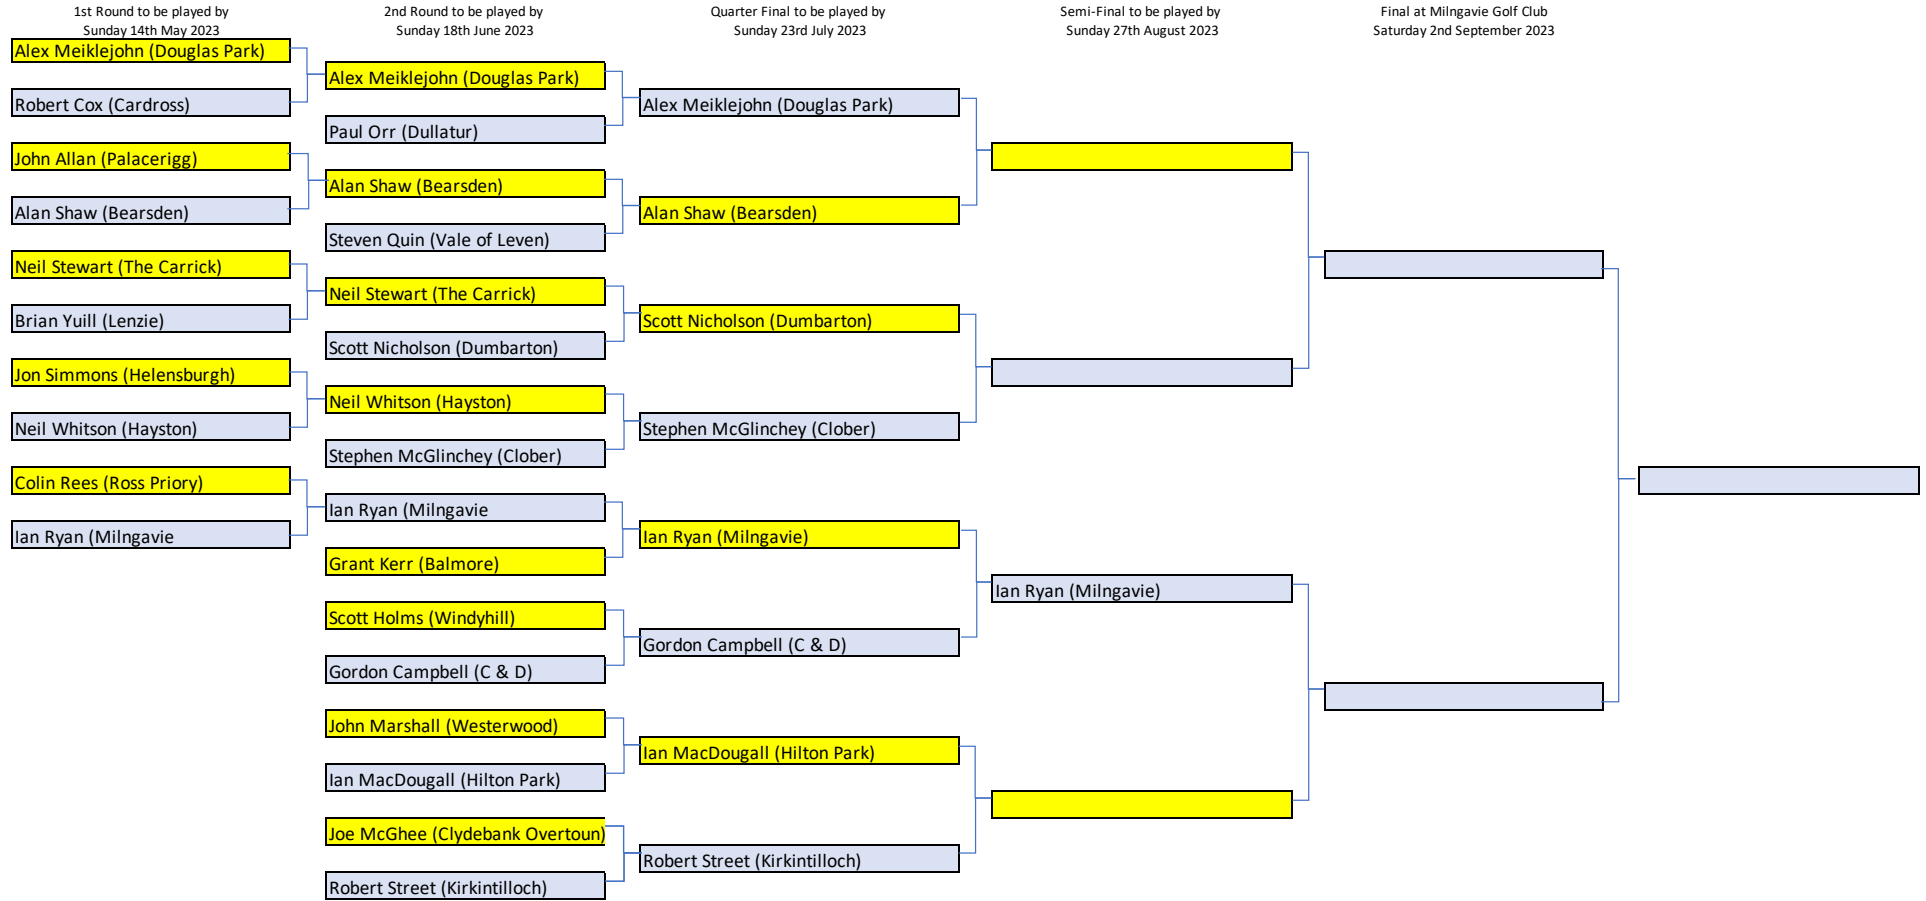 1st Round to be played by
Sunday 14th May 2023
2nd Round to be played by
Sunday 18th June 2023
Quarter Final to be played by
Sunday 23rd July 2023
Semi-Final to be played by
Sunday 27th August 2023
Final at Milngavie Golf Club
Saturday 2nd September 2023
Alex Meiklejohn (Douglas Park)
Robert Cox (Cardross)
John Allan (Palacerigg)
Alan Shaw (Bearsden)
Neil Stewart (The Carrick)
Brian Yuill (Lenzie)
Jon Simmons (Helensburgh)
Neil Whitson (Hayston)
Colin Rees (Ross Priory)
Ian Ryan (Milngavie
Alex Meiklejohn (Douglas Park)
Paul Orr (Dullatur)
Alan Shaw (Bearsden)
Steven Quin (Vale of Leven)
Neil Stewart (The Carrick)
Scott Nicholson (Dumbarton)
Neil Whitson (Hayston)
Stephen McGlinchey (Clober)
Ian Ryan (Milngavie
Grant Kerr (Balmore)
Scott Holms (Windyhill)
Gordon Campbell (C & D)
John Marshall (Westerwood)
Ian MacDougall (Hilton Park)
Joe McGhee (Clydebank Overtoun)
Robert Street (Kirkintilloch)
Alex Meiklejohn (Douglas Park)
Alan Shaw (Bearsden)
Scott Nicholson (Dumbarton)
Stephen McGlinchey (Clober)
Ian Ryan (Milngavie)
Gordon Campbell (C & D)
Ian MacDougall (Hilton Park)
Robert Street (Kirkintilloch)
Ian Ryan (Milngavie)